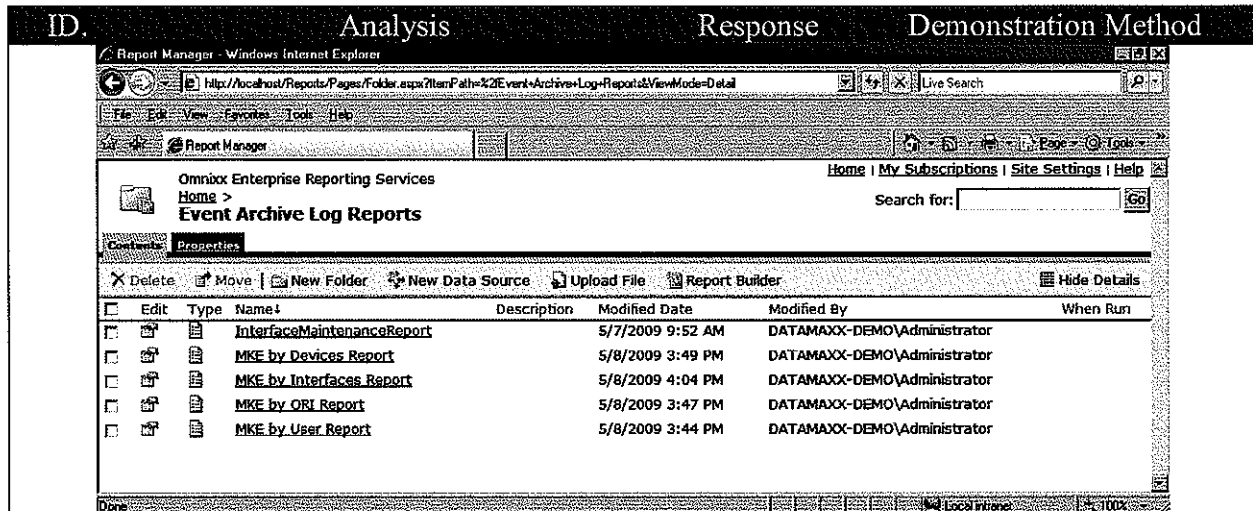 ID. Analysis Response Demonstration Method
Report Manager - Windows Internet Explorer
http://localhost/Reports/Pages/Folder.aspx?ItemPath=%2fEvent+Archive+Log+Reports&ViewMode=Detail Live Search
File Edit View Favorites Tools Help
Report Manager Page Tools
Home | My Subscriptions | Site Settings | Help
Omnixx Enterprise Reporting Services
Home >
Event Archive Log Reports
Search for: Go
Contents Properties
Delete Move | New Folder New Data Source Upload File Report Builder Hide Details
Edit Type Name↓ Description Modified Date Modified By When Run
InterfaceMaintenanceReport 5/7/2009 9:52 AM DATAMAXX-DEMO\Administrator
MKE by Devices Report 5/8/2009 3:49 PM DATAMAXX-DEMO\Administrator
MKE by Interfaces Report 5/8/2009 4:04 PM DATAMAXX-DEMO\Administrator
MKE by ORI Report 5/8/2009 3:47 PM DATAMAXX-DEMO\Administrator
MKE by User Report 5/8/2009 3:44 PM DATAMAXX-DEMO\Administrator
Done Local intranet 100%